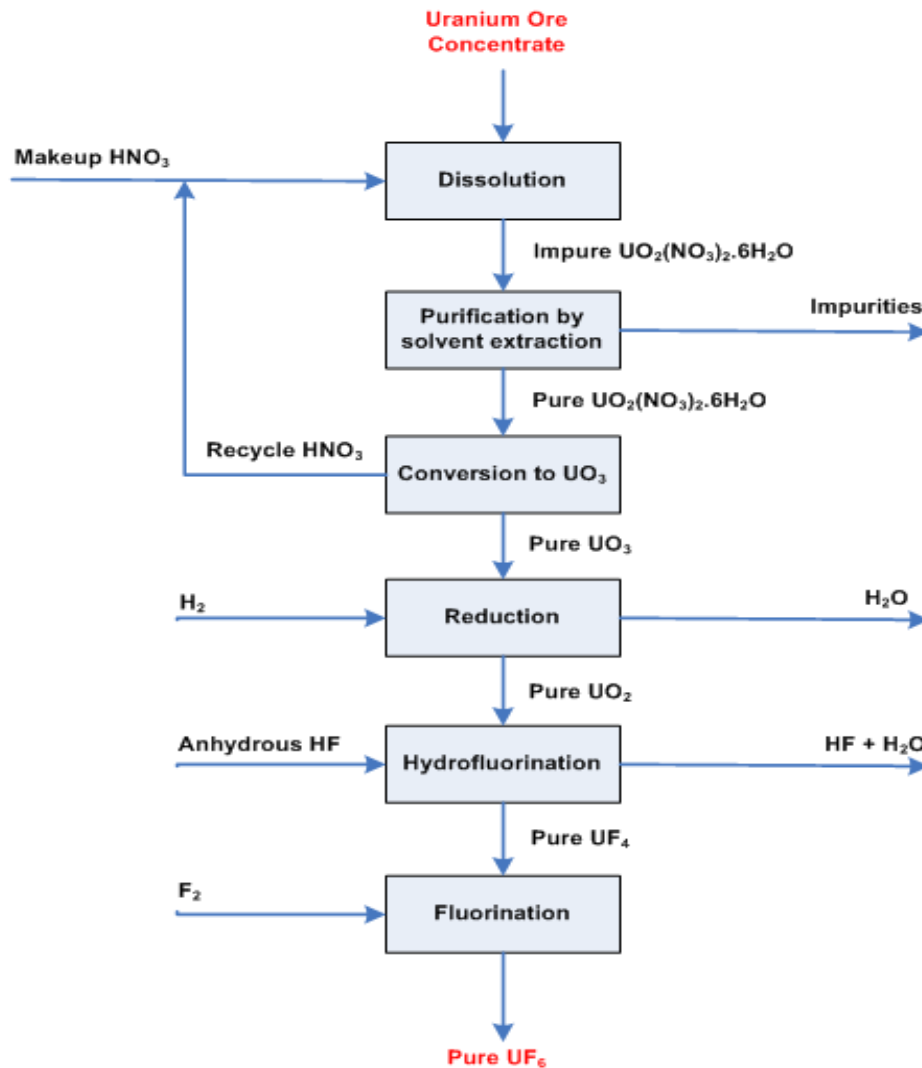 Uranium Ore
Concentrate
Makeup HNO₃
Dissolution
Impure UO₂(NO₃)₂.6H₂O
Purification by
solvent extraction
Impurities
Pure UO₂(NO₃)₂.6H₂O
Recycle HNO₃
Conversion to UO₃
Pure UO₃
H₂
Reduction
H₂O
Pure UO₂
Anhydrous HF
Hydrofluorination
HF + H₂O
Pure UF₄
F₂
Fluorination
Pure UF₆